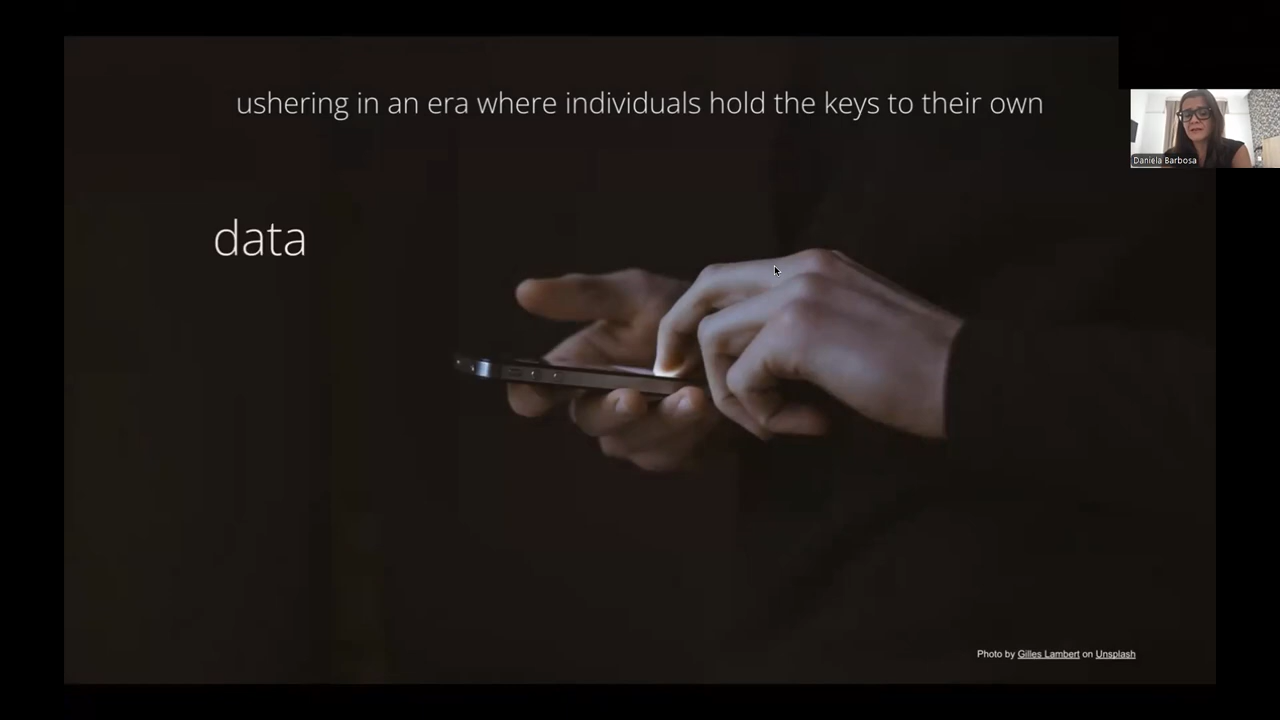 ushering in an era where individuals hold the keys to their own
Daniela Barbosa
data
Photo by Gilles Lambert on Unsplash